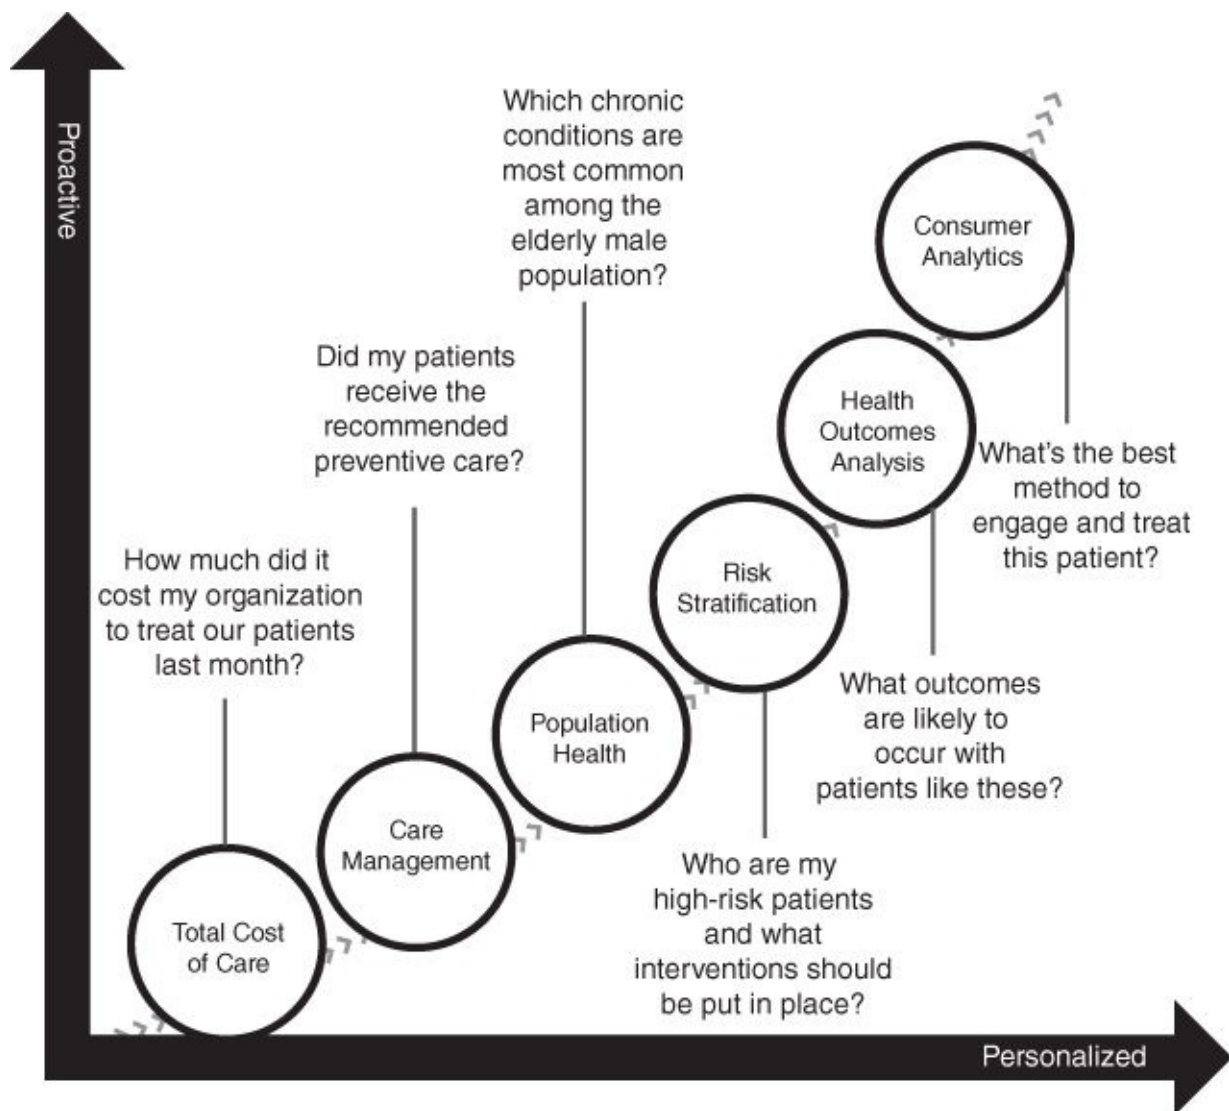 Proactive
Which chronic
conditions are
most common
among the
elderly male
population?
Consumer
Analytics
Did my patients
receive the
recommended
preventive care?
Health
Outcomes
Analysis
What's the best
method to
engage and treat
this patient?
How much did it
cost my organization
to treat our patients
last month?
Risk
Stratification
What outcomes
are likely to
occur with
patients like these?
Population
Health
Care
Management
Who are my
high-risk patients
and what
interventions should
be put in place?
Total Cost
of Care
Personalized